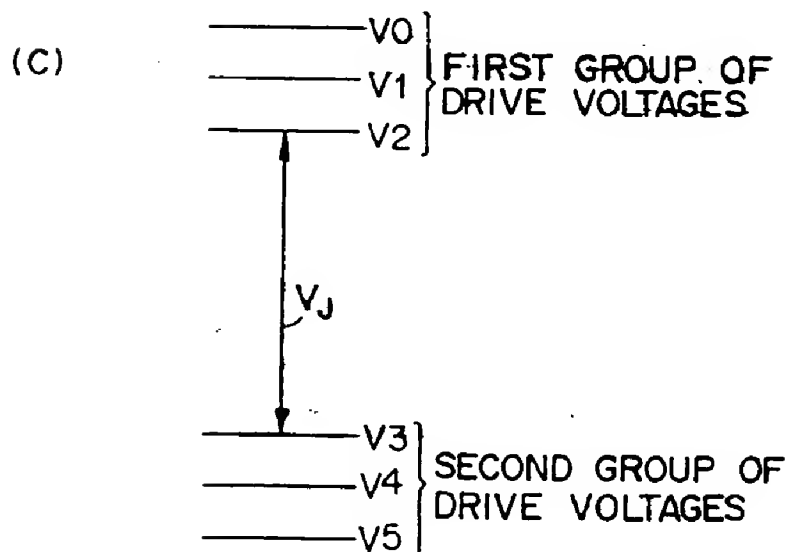 (C)
V0
V1
V2
FIRST GROUP OF
DRIVE VOLTAGES
VJ
V3
V4
V5
SECOND GROUP OF
DRIVE VOLTAGES